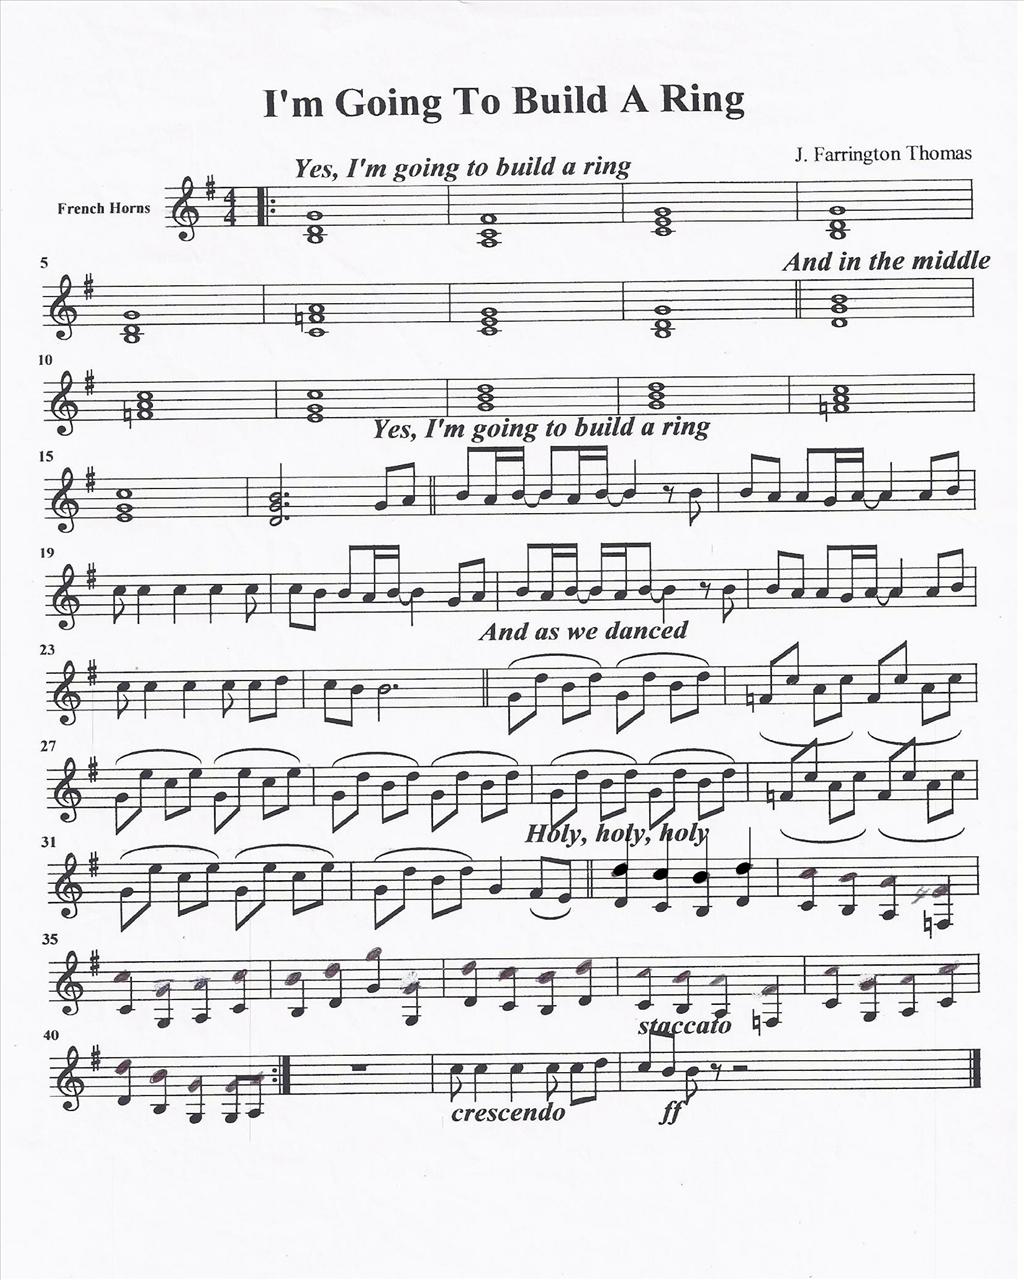 I'm Going To Build A Ring
J. Farrington Thomas
Yes, I'm going to build a ring
French Horns
4
4
And in the middle
5
10
Yes, I'm going to build a ring
15
19
And as we danced
23
27
Holy, holy, holy
31
35
staccato
40
crescendo ff